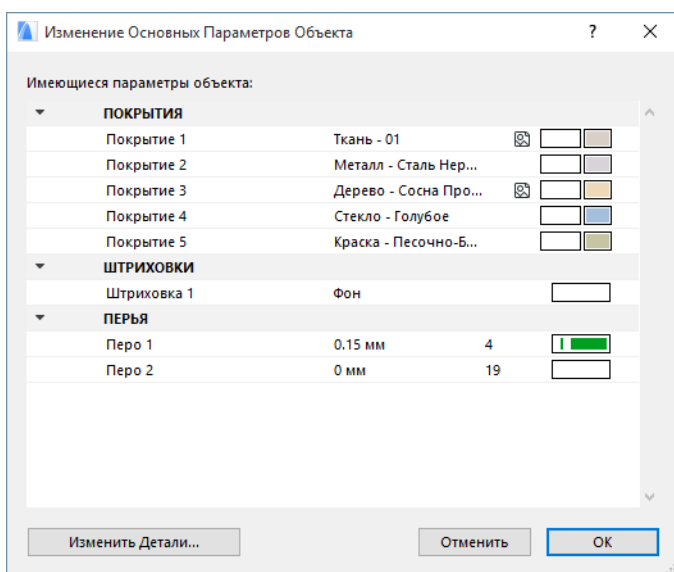 Изменение Основных Параметров Объекта ?
Имеющиеся параметры объекта:
ПОКРЫТИЯ
Покрытие 1 Ткань - 01
Покрытие 2 Металл - Сталь Нер...
Покрытие 3 Дерево - Сосна Про...
Покрытие 4 Стекло - Голубое
Покрытие 5 Краска - Песочно-Б...
ШТРИХОВКИ
Штриховка 1 Фон
ПЕРЬЯ
Перо 1 0.15 мм 4
Перо 2 0 мм 19
Изменить Детали... Отменить ОК